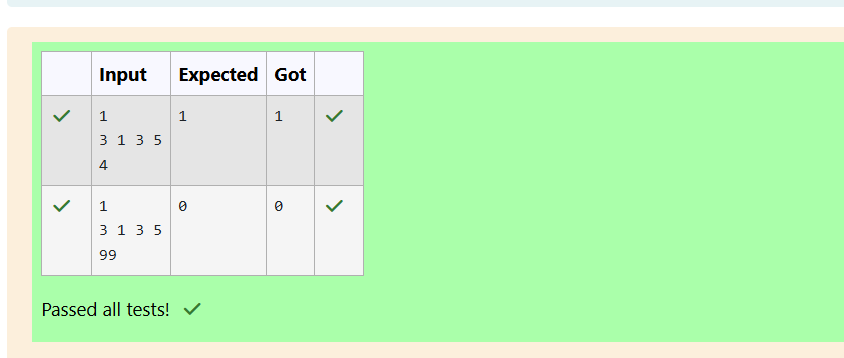 Input Expected Got
1 1 1
3 1 3 5
4
1 0 0
3 1 3 5
99
Passed all tests!